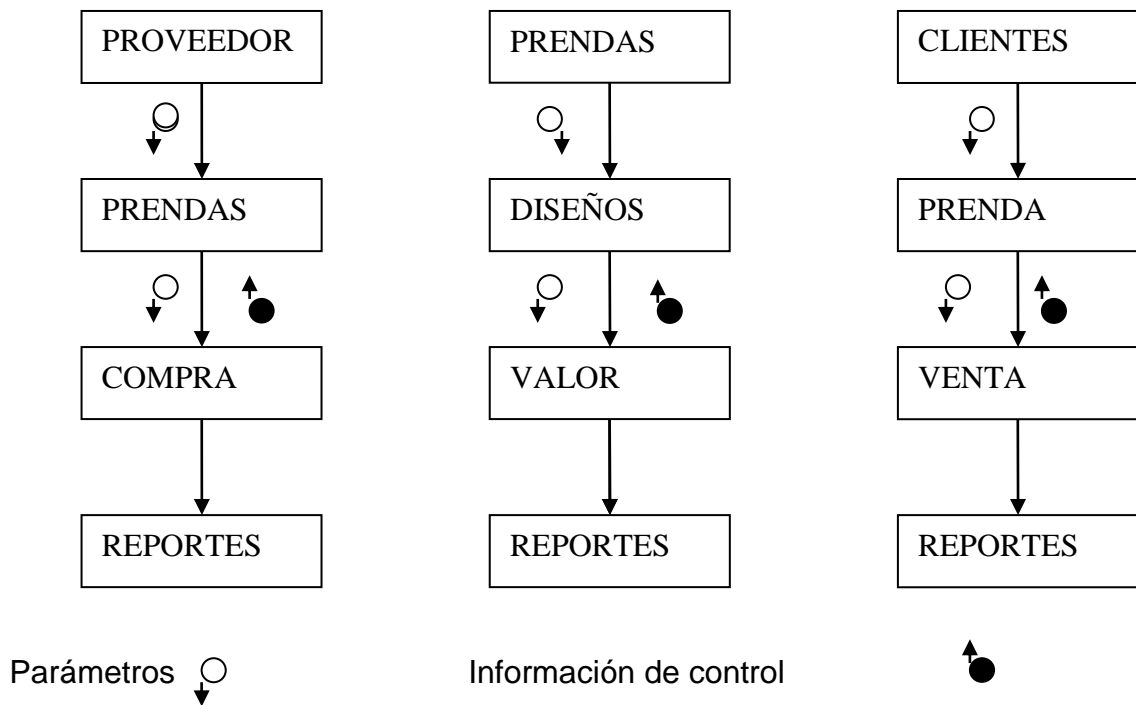 PROVEEDOR
PRENDAS
COMPRA
REPORTES
PRENDAS
DISEÑOS
VALOR
REPORTES
CLIENTES
PRENDA
VENTA
REPORTES
Parámetros
Información de control